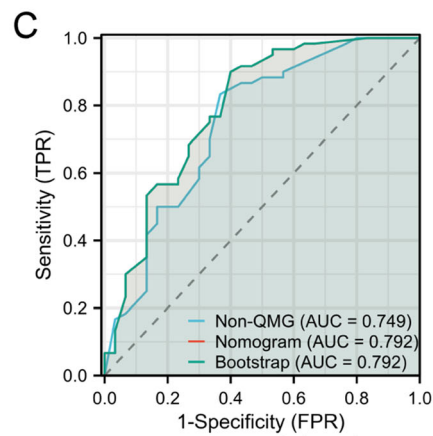 C
1.0
0.8
0.6
0.4
0.2
0.0
Sensitivity (TPR)
Non-QMG (AUC = 0.749)
Nomogram (AUC = 0.792)
Bootstrap (AUC = 0.792)
0.0 0.2 0.4 0.6 0.8 1.0
1-Specificity (FPR)